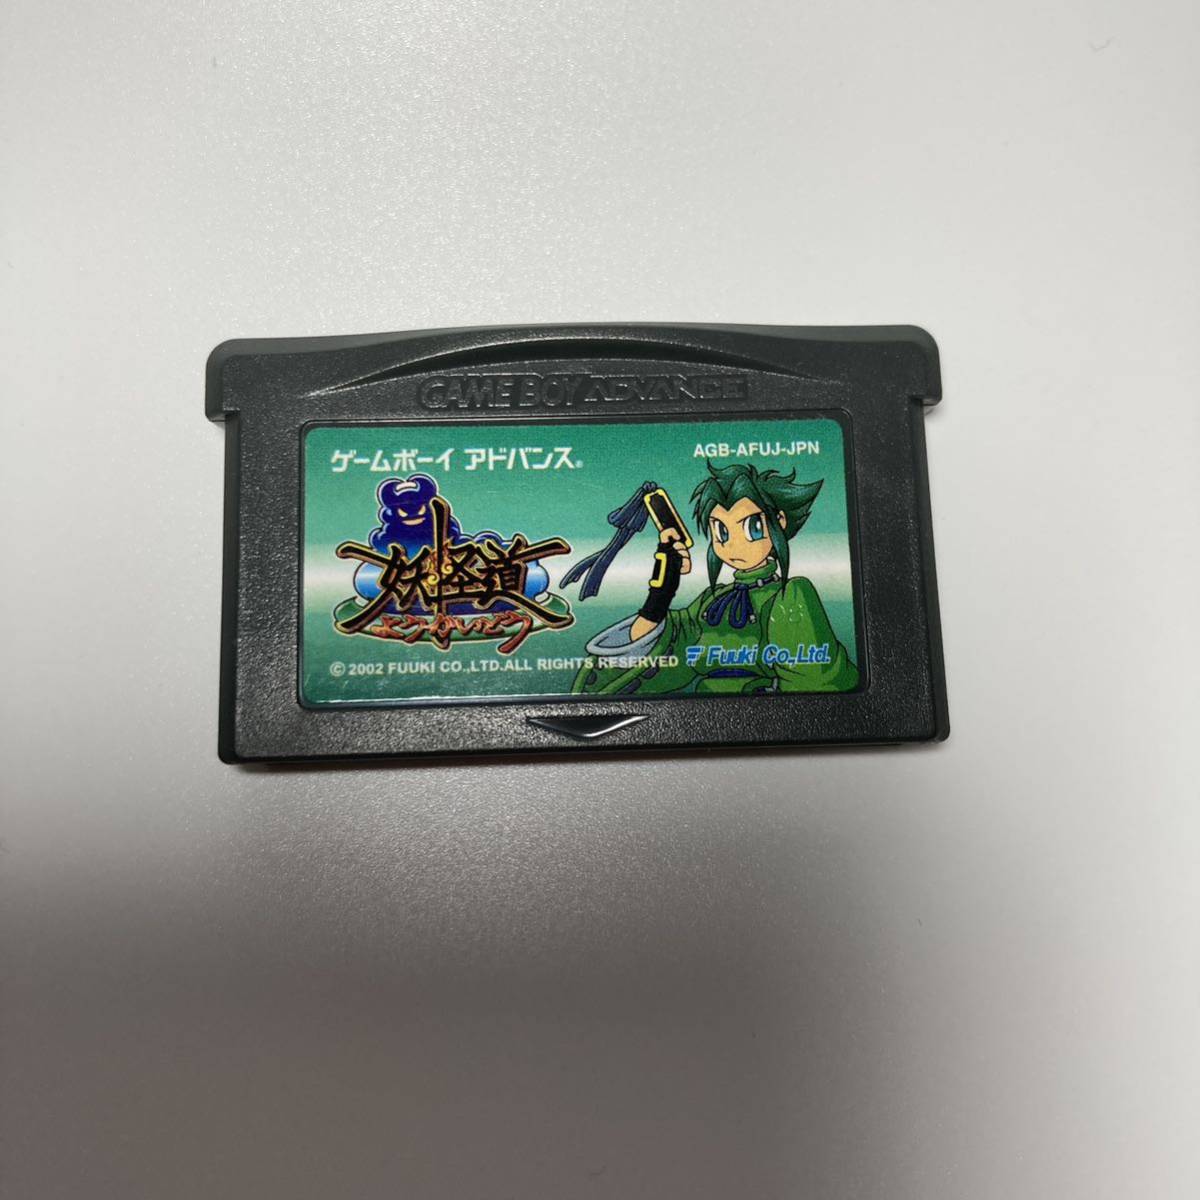 GAME BOY ADVANCE
ゲームボーイ アドバンス®
AGB-AFUJ-JPN
妖怪道
ようかいどう
© 2002 FUUKI CO.,LTD.ALL RIGHTS RESERVED
Fuuki Co.,Ltd.